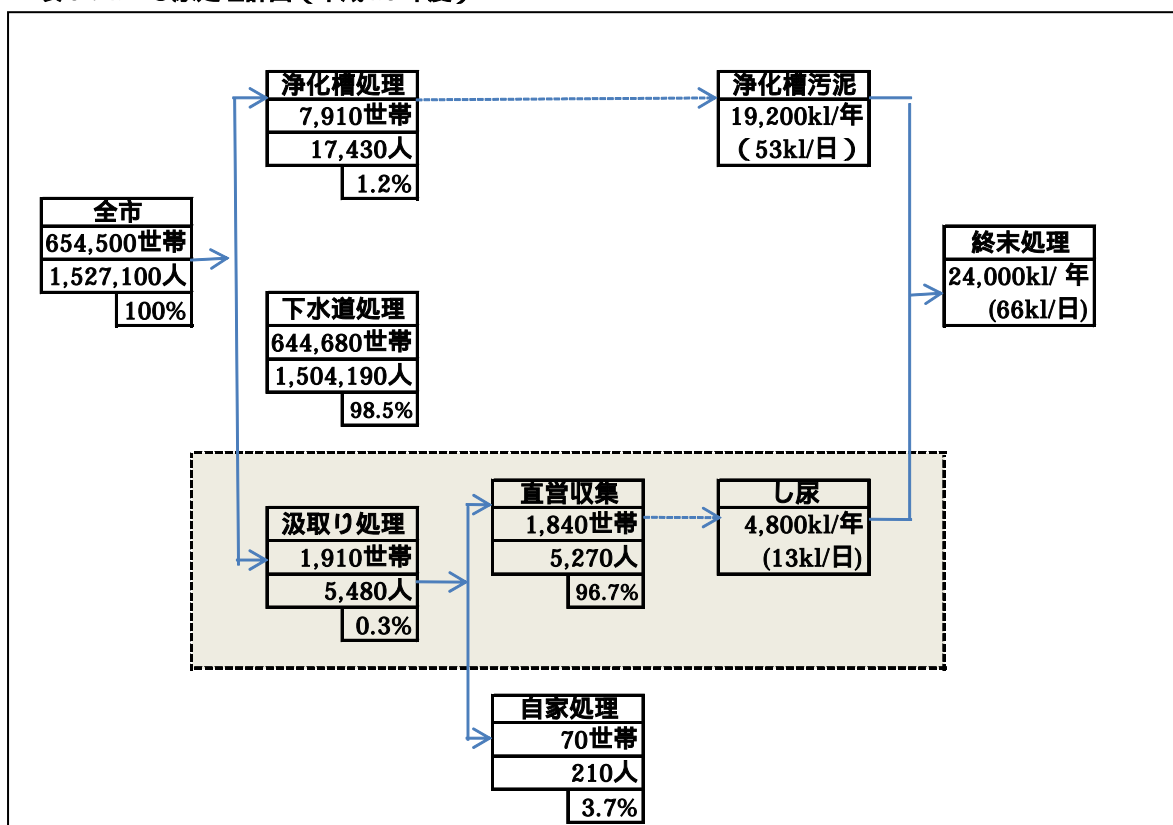 浄化槽処理
7,910世帯
17,430人
1.2%
浄化槽汚泥
19,200kl/年
（53kl/日）
全市
654,500世帯
1,527,100人
100%
終末処理
24,000kl/ 年
(66kl/日)
下水道処理
644,680世帯
1,504,190人
98.5%
汲取り処理
1,910世帯
5,480人
0.3%
直営収集
1,840世帯
5,270人
96.7%
し尿
4,800kl/年
(13kl/日)
自家処理
70世帯
210人
3.7%